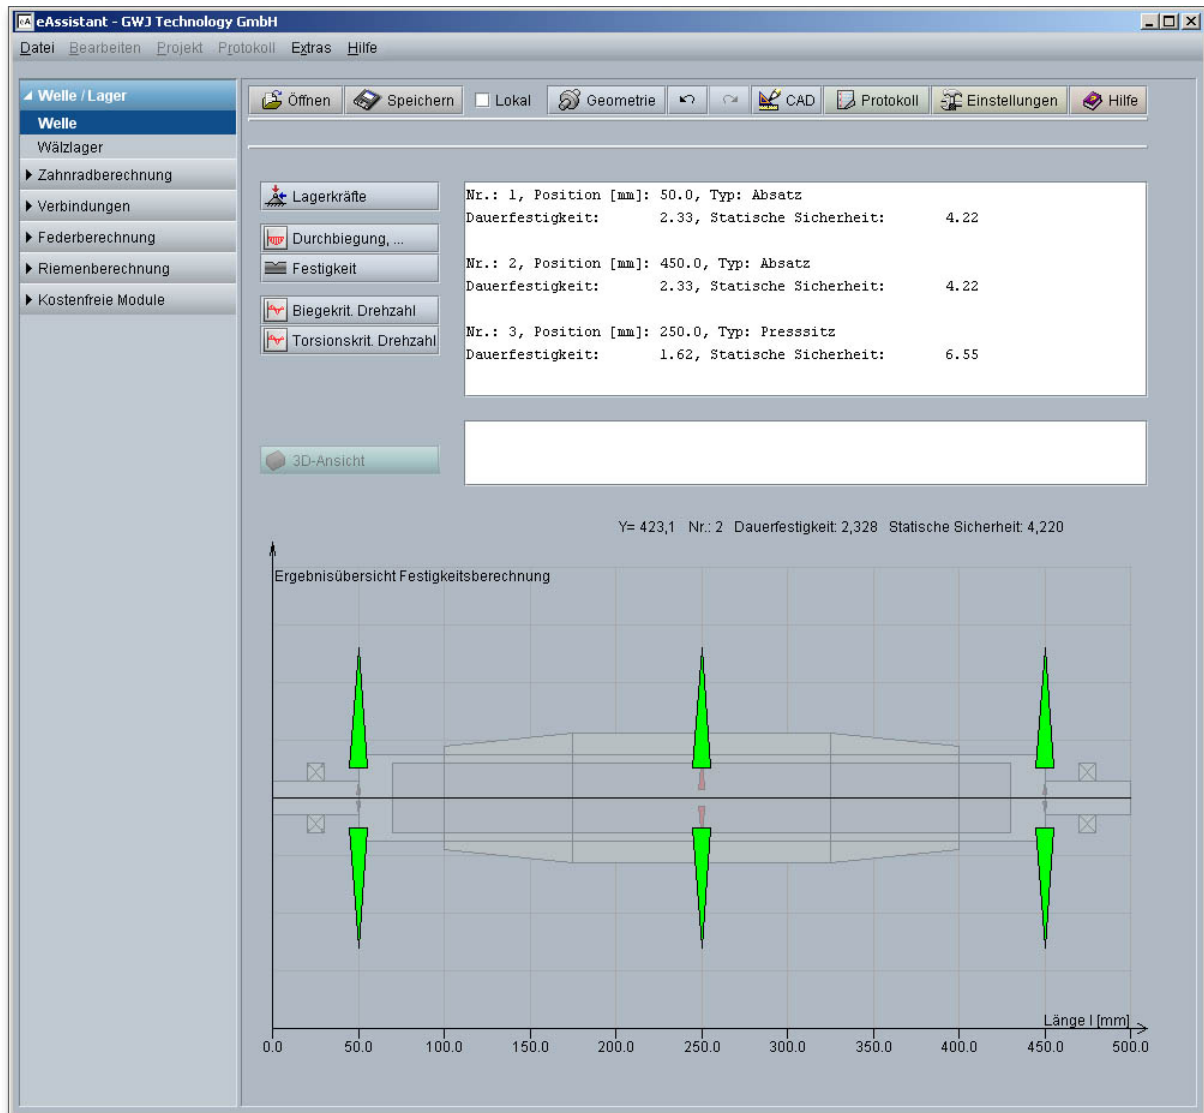 eAssistant - GWJ Technology GmbH
Datei Bearbeiten Projekt Protokoll Extras Hilfe
Welle / Lager
Welle
Wälzlager
Zahnradberechnung
Verbindungen
Federberechnung
Riemenberechnung
Kostenfreie Module
Öffnen Speichern Lokal Geometrie CAD Protokoll Einstellungen Hilfe
Lagerkräfte
Durchbiegung, ...
Festigkeit
Biegekrit. Drehzahl
Torsionskrit. Drehzahl
Nr.: 1, Position [mm]: 50.0, Typ: Absatz
Dauerfestigkeit: 2.33, Statische Sicherheit: 4.22
Nr.: 2, Position [mm]: 450.0, Typ: Absatz
Dauerfestigkeit: 2.33, Statische Sicherheit: 4.22
Nr.: 3, Position [mm]: 250.0, Typ: Presssitz
Dauerfestigkeit: 1.62, Statische Sicherheit: 6.55
3D-Ansicht
Y= 423,1 Nr.: 2 Dauerfestigkeit: 2,328 Statische Sicherheit: 4,220
Ergebnisübersicht Festigkeitsberechnung
Länge l [mm]
0.0 50.0 100.0 150.0 200.0 250.0 300.0 350.0 400.0 450.0 500.0